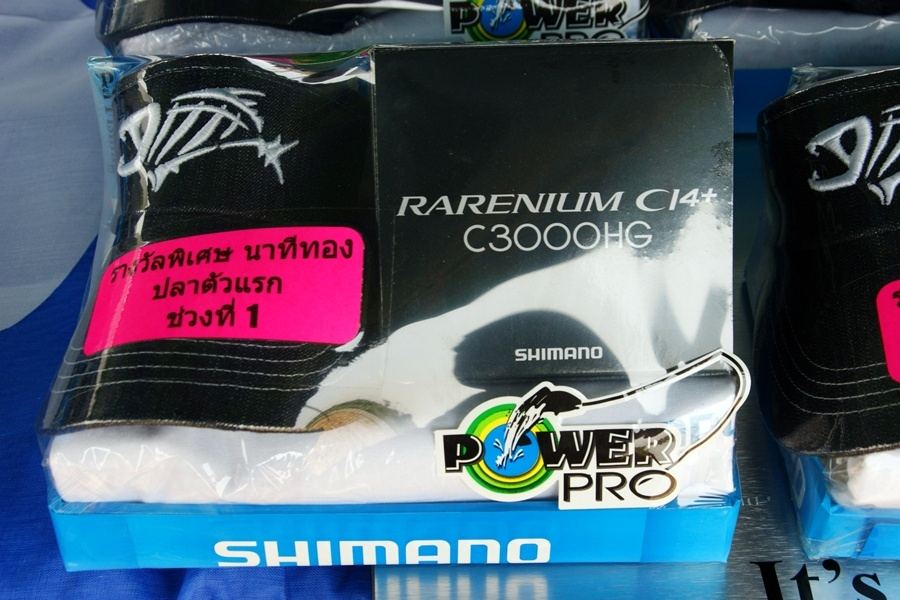 POWER
PRO
RARENIUM CI4+
C3000HG
รางวัลพิเศษ นาทีทอง
ปลาตัวแรก
ช่วงที่ 1
SHIMANO
POWER
PRO
SHIMANO
It's